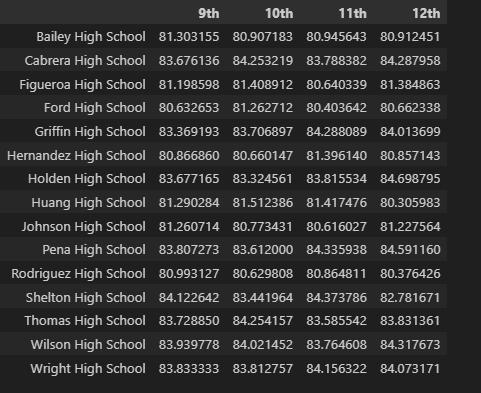 9th 10th 11th 12th
Bailey High School 81.303155 80.907183 80.945643 80.912451
Cabrera High School 83.676136 84.253219 83.788382 84.287958
Figueroa High School 81.198598 81.408912 80.640339 81.384863
Ford High School 80.632653 81.262712 80.403642 80.662338
Griffin High School 83.369193 83.706897 84.288089 84.013699
Hernandez High School 80.866860 80.660147 81.396140 80.857143
Holden High School 83.677165 83.324561 83.815534 84.698795
Huang High School 81.290284 81.512386 81.417476 80.305983
Johnson High School 81.260714 80.773431 80.616027 81.227564
Pena High School 83.807273 83.612000 84.335938 84.591160
Rodriguez High School 80.993127 80.629808 80.864811 80.376426
Shelton High School 84.122642 83.441964 84.373786 82.781671
Thomas High School 83.728850 84.254157 83.585542 83.831361
Wilson High School 83.939778 84.021452 83.764608 84.317673
Wright High School 83.833333 83.812757 84.156322 84.073171